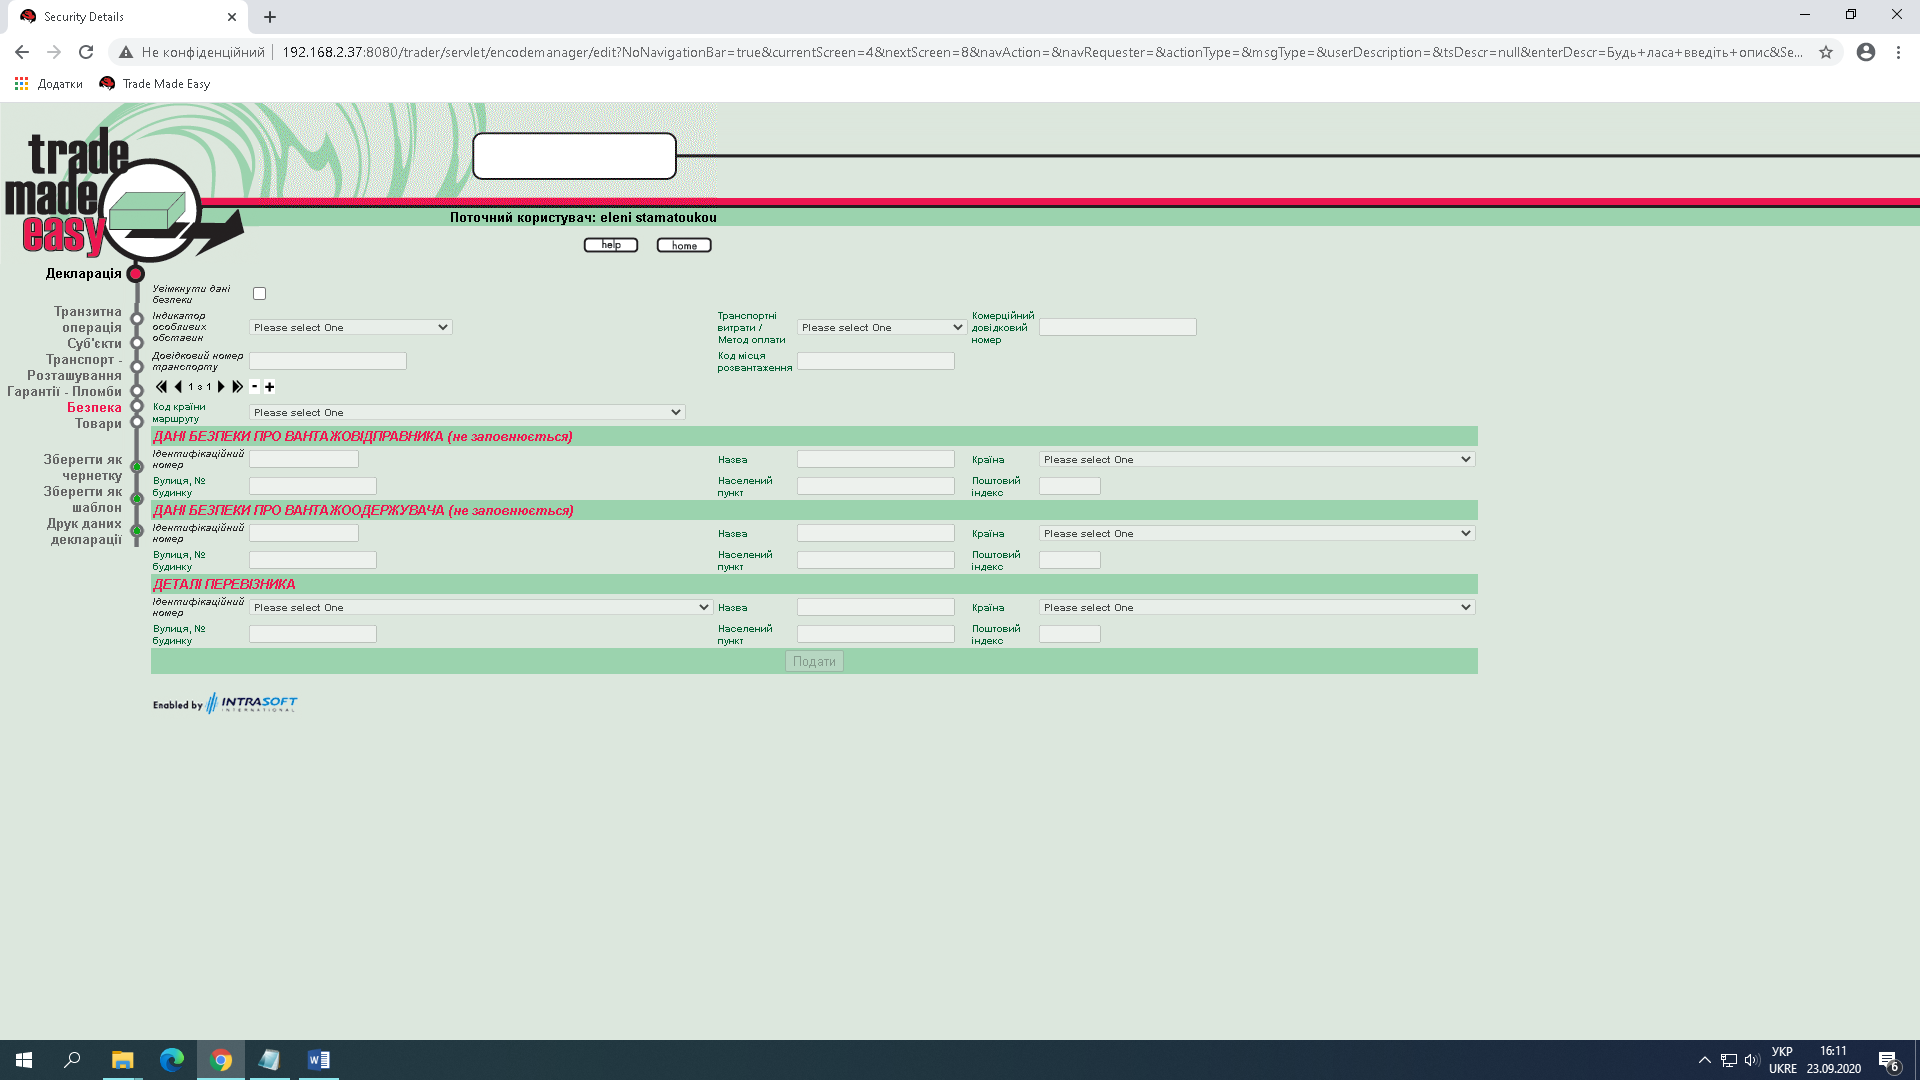 Security Details
Не конфіденційний
192.168.2.37:8080/trader/servlet/encodemanager/edit?NoNavigationBar=true&currentScreen=4&nextScreen=8&navAction=&navRequester=&actionType=&msgType=&userDescription=&tsDescr=null&enterDescr=Будь+ласа+введіть+опис&Se...
Додатки
Trade Made Easy
trade
made
easy
Поточний користувач: eleni stamatoukou
help
home
Декларація
Транзитна
операція
Суб'єкти
Транспорт -
Розташування
Гарантії - Пломби
Безпека
Товари
Зберегти як
чернетку
Зберегти як
шаблон
Друк даних
декларації
Увімкнути дані
безпеки
Індикатор
особливих
обставин
Please select One
Транспортні
витрати /
Метод оплати
Please select One
Комерційний
довідковий
номер
Довідковий номер
транспорту
Код місця
розвантаження
1 з 1
- +
Код країни
маршруту
Please select One
ДАНІ БЕЗПЕКИ ПРО ВАНТАЖОВІДПРАВНИКА (не заповнюється)
Ідентифікаційний
номер
Назва
Країна
Please select One
Вулиця, №
будинку
Населений
пункт
Поштовий
індекс
ДАНІ БЕЗПЕКИ ПРО ВАНТАЖООДЕРЖУВАЧА (не заповнюється)
Ідентифікаційний
номер
Назва
Країна
Please select One
Вулиця, №
будинку
Населений
пункт
Поштовий
індекс
ДЕТАЛІ ПЕРЕВІЗНИКА
Ідентифікаційний
номер
Please select One
Назва
Країна
Please select One
Вулиця, №
будинку
Населений
пункт
Поштовий
індекс
Подати
Enabled by INTRASOFT
INTERNATIONAL
УКР
UKRE
16:11
23.09.2020
6